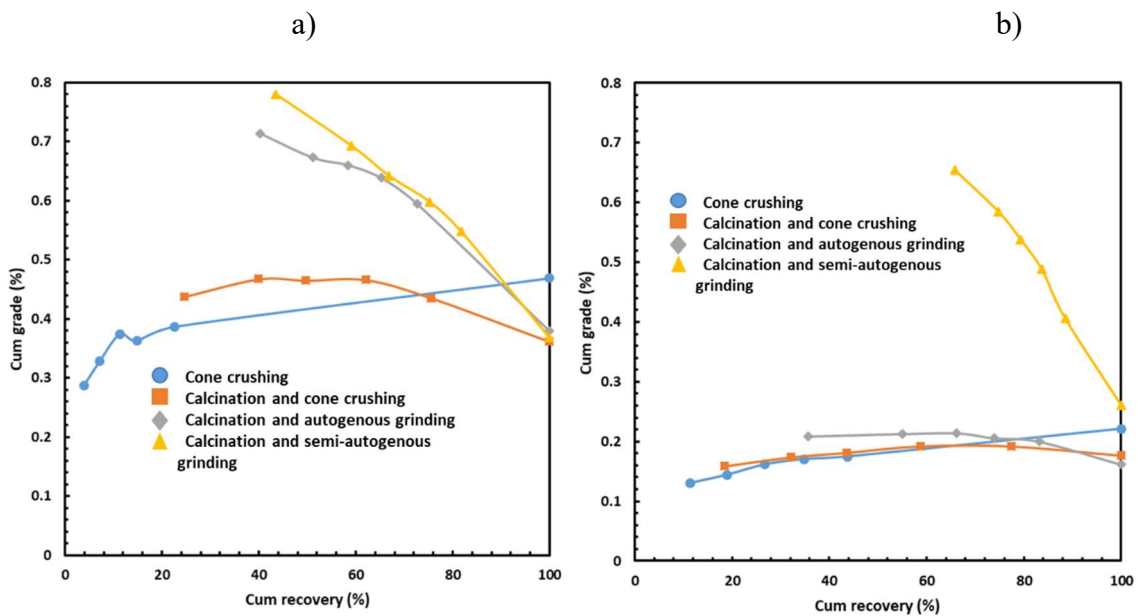 a)
b)
0.8
0.7
0.6
0.5
0.4
0.3
0.2
0.1
0
0
20
40
60
80
100
Cum grade (%)
Cum recovery (%)
Cone crushing
Calcination and cone crushing
Calcination and autogenous grinding
Calcination and semi-autogenous
grinding
0.8
0.7
0.6
0.5
0.4
0.3
0.2
0.1
0
0
20
40
60
80
100
Cum grade (%)
Cum recovery (%)
Cone crushing
Calcination and cone crushing
Calcination and autogenous grinding
Calcination and semi-autogenous
grinding